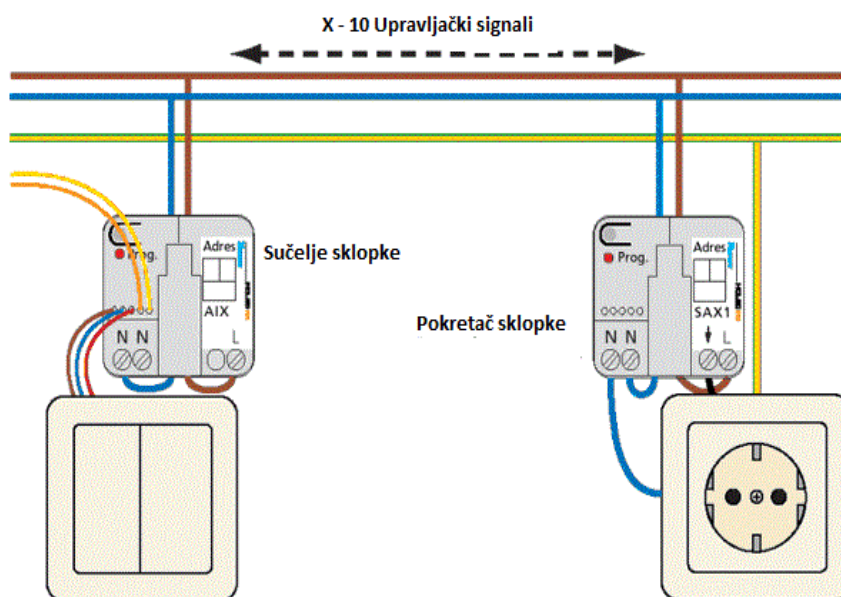 X - 10 Upravljački signali
Adres
Prog.
AIX
N N L
Sučelje sklopke
Pokretač sklopke
Adres
Prog.
SAX1
N N L